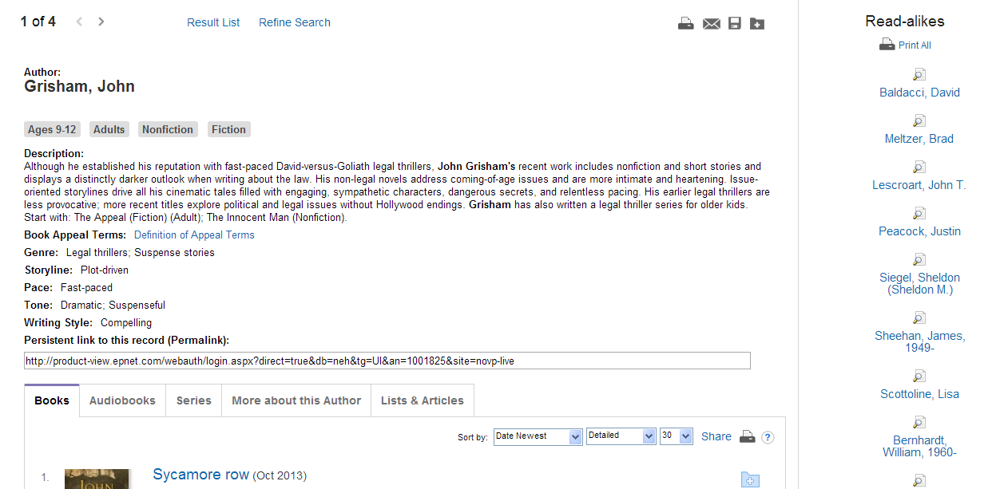 1 of 4
Result List
Refine Search
Author:
Grisham, John
Ages 9-12
Adults
Nonfiction
Fiction
Description:
Although he established his reputation with fast-paced David-versus-Goliath legal thrillers, John Grisham's recent work includes nonfiction and short stories and
displays a distinctly darker outlook when writing about the law. His non-legal novels address coming-of-age issues and are more intimate and heartening. Issue-
oriented storylines drive all his cinematic tales filled with engaging, sympathetic characters, dangerous secrets, and relentless pacing. His earlier legal thrillers are
less provocative; more recent titles explore political and legal issues without Hollywood endings. Grisham has also written a legal thriller series for older kids.
Start with: The Appeal (Fiction) (Adult); The Innocent Man (Nonfiction).
Book Appeal Terms: Definition of Appeal Terms
Genre: Legal thrillers; Suspense stories
Storyline: Plot-driven
Pace: Fast-paced
Tone: Dramatic; Suspenseful
Writing Style: Compelling
Persistent link to this record (Permalink):
http://product-view.epnet.com/webauth/login.aspx?direct=true&db=neh&tg=UI&an=1001825&site=novp-live
Books
Audiobooks
Series
More about this Author
Lists & Articles
Sort by: Date Newest
Detailed
30
Share
?
1.
JOHN
Sycamore row (Oct 2013)
Read-alikes
Print All
Baldacci, David
Meltzer, Brad
Lescroart, John T.
Peacock, Justin
Siegel, Sheldon
(Sheldon M.)
Sheehan, James,
1949-
Scottoline, Lisa
Bernhardt,
William, 1960-